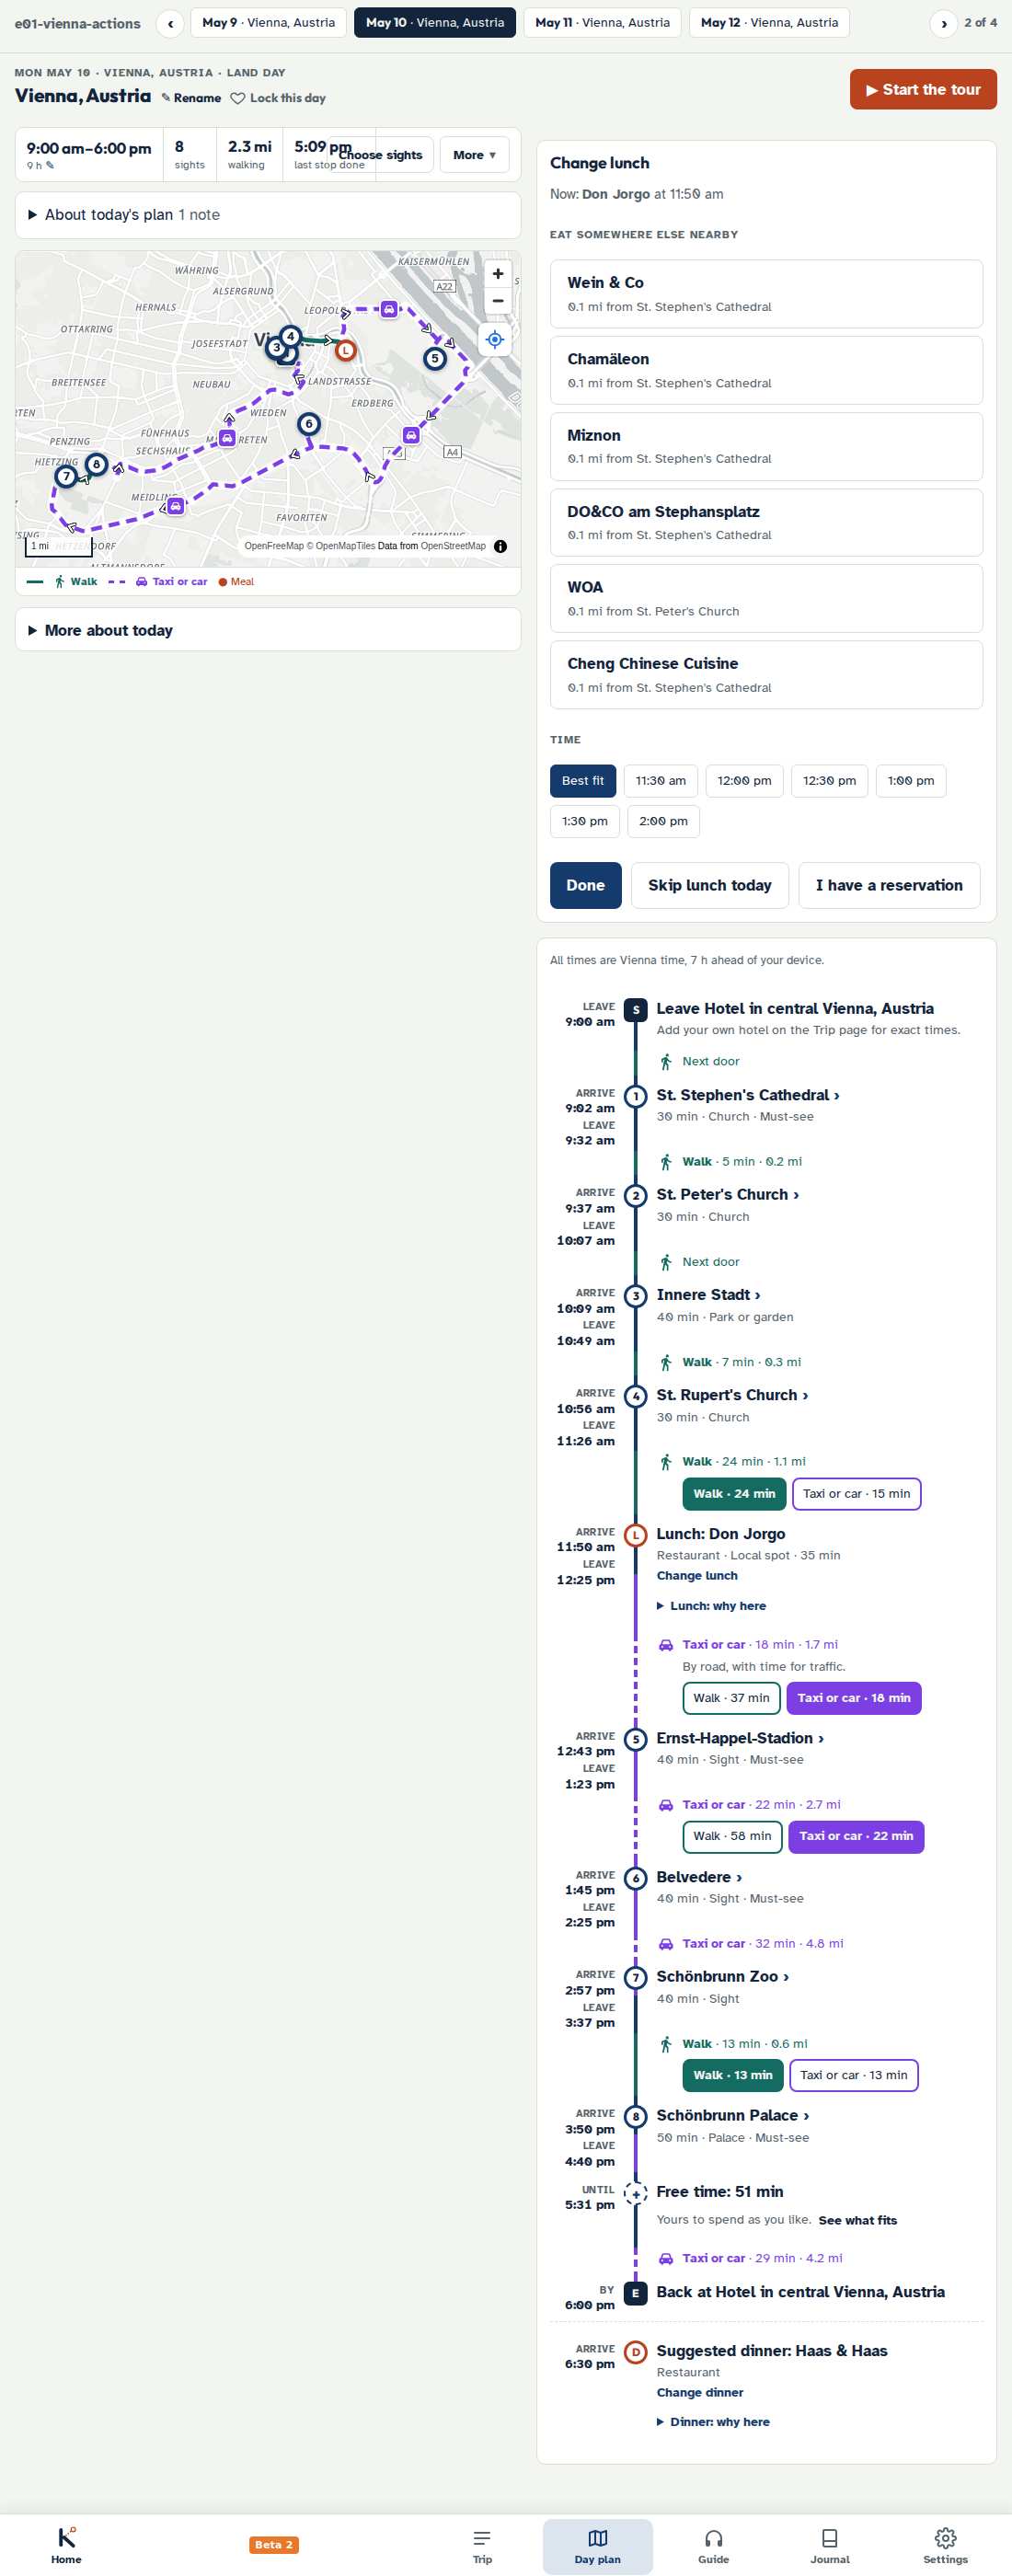 e01-vienna-actions
‹
May 9 · Vienna, Austria
May 10 · Vienna, Austria
May 11 · Vienna, Austria
May 12 · Vienna, Austria
›
2 of 4
MON MAY 10 · VIENNA, AUSTRIA · LAND DAY
Vienna, Austria
✎ Rename
Lock this day
▶ Start the tour
9:00 am–6:00 pm
9 h ✎
8
sights
2.3 mi
walking
5:09 pm
last stop done
Choose sights
More ▾
▶ About today's plan 1 note
KAISERMÜHLEN
WÄHRING
A22
ALSERGRUND
HERNALS
LEOPOL
OTTAKRING
JOSEFSTADT
4
3
L
5
BREITENSEE
NEUBAU
LANDSTRASSE
ERDBERG
WIEDEN
6
FÜNFHAUS
RETEN
PENZING
SECHSHAUS
A4
HIETZING
8
7
MEIDLING
FAVORITEN
+
−
1 mi
OpenFreeMap © OpenMapTiles Data from OpenStreetMap
Walk
Taxi or car
Meal
▶ More about today
Change lunch
Now: Don Jorgo at 11:50 am
EAT SOMEWHERE ELSE NEARBY
Wein & Co
0.1 mi from St. Stephen's Cathedral
Chamäleon
0.1 mi from St. Stephen's Cathedral
Miznon
0.1 mi from St. Stephen's Cathedral
DO&CO am Stephansplatz
0.1 mi from St. Stephen's Cathedral
WOA
0.1 mi from St. Peter's Church
Cheng Chinese Cuisine
0.1 mi from St. Stephen's Cathedral
TIME
Best fit
11:30 am
12:00 pm
12:30 pm
1:00 pm
1:30 pm
2:00 pm
Done
Skip lunch today
I have a reservation
All times are Vienna time, 7 h ahead of your device.
LEAVE
9:00 am
S
Leave Hotel in central Vienna, Austria
Add your own hotel on the Trip page for exact times.
Next door
ARRIVE
9:02 am
LEAVE
9:32 am
1
St. Stephen's Cathedral ›
30 min · Church · Must-see
Walk · 5 min · 0.2 mi
ARRIVE
9:37 am
LEAVE
10:07 am
2
St. Peter's Church ›
30 min · Church
Next door
ARRIVE
10:09 am
LEAVE
10:49 am
3
Innere Stadt ›
40 min · Park or garden
Walk · 7 min · 0.3 mi
ARRIVE
10:56 am
LEAVE
11:26 am
4
St. Rupert's Church ›
30 min · Church
Walk · 24 min · 1.1 mi
Walk · 24 min
Taxi or car · 15 min
ARRIVE
11:50 am
LEAVE
12:25 pm
L
Lunch: Don Jorgo
Restaurant · Local spot · 35 min
Change lunch
▶ Lunch: why here
Taxi or car · 18 min · 1.7 mi
By road, with time for traffic.
Walk · 37 min
Taxi or car · 18 min
ARRIVE
12:43 pm
LEAVE
1:23 pm
5
Ernst-Happel-Stadion ›
40 min · Sight · Must-see
Taxi or car · 22 min · 2.7 mi
Walk · 58 min
Taxi or car · 22 min
ARRIVE
1:45 pm
LEAVE
2:25 pm
6
Belvedere ›
40 min · Sight · Must-see
Taxi or car · 32 min · 4.8 mi
ARRIVE
2:57 pm
LEAVE
3:37 pm
7
Schönbrunn Zoo ›
40 min · Sight
Walk · 13 min · 0.6 mi
Walk · 13 min
Taxi or car · 13 min
ARRIVE
3:50 pm
LEAVE
4:40 pm
8
Schönbrunn Palace ›
50 min · Palace · Must-see
UNTIL
5:31 pm
+
Free time: 51 min
Yours to spend as you like. See what fits
Taxi or car · 29 min · 4.2 mi
BY
6:00 pm
E
Back at Hotel in central Vienna, Austria
ARRIVE
6:30 pm
D
Suggested dinner: Haas & Haas
Restaurant
Change dinner
▶ Dinner: why here
Home
Beta 2
Trip
Day plan
Guide
Journal
Settings